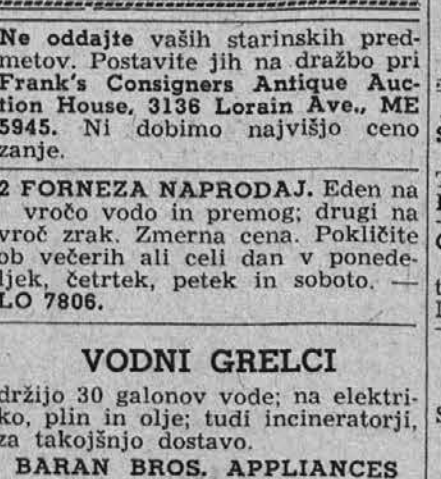 Ne oddajte vaših starinskih pred-
metov. Postavite jih na dražbo pri
Frank's Consigners Antique Auc-
tion House, 3136 Lorain Ave., ME
5945. Ni dobimo najvišjo ceno
zanje.
2 FORNEZA NAPRODAJ. Eden na
vročo vodo in premog; drugi na
vroč zrak. Zmerna cena. Pokličite
ob večerih ali celi dan v ponede-
ljek, četrtek, petek in soboto. —
LO 7806.
VODNI GRELCI
držijo 30 galonov vode; na elektri-
ko, plin in olje; tudi incineratorji,
za takojšnjo dostavo.
BARAN BROS. APPLIANCES